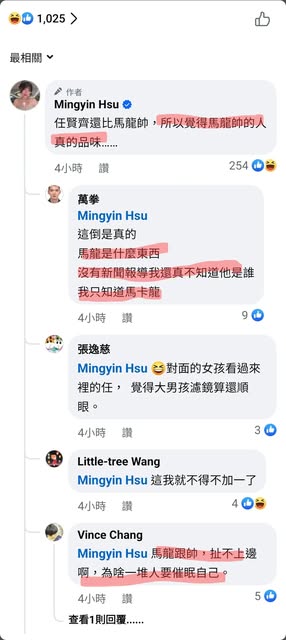 1,025
最相關
作者
Mingyin Hsu
任賢齊還比馬龍帥，所以覺得馬龍帥的人
真的品味......
4小時 讚 254
萬拳
Mingyin Hsu
這倒是真的
馬龍是什麼東西
沒有新聞報導我還真不知道他是誰
我只知道馬卡龍
4小時 讚 9
張逸慈
Mingyin Hsu 😆對面的女孩看過來
裡的任， 覺得大男孩濾鏡算還順
眼。
4小時 讚 3
Little-tree Wang
Mingyin Hsu 這我就不得不加一了
4小時 讚 4
Vince Chang
Mingyin Hsu 馬龍跟帥，扯不上邊
啊，為啥一堆人要催眠自己。
4小時 讚 5
查看1則回覆......